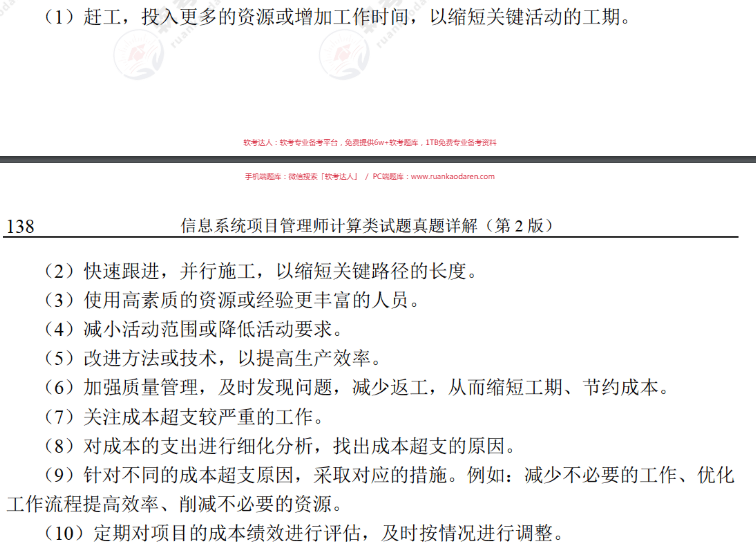 （1）赶工，投入更多的资源或增加工作时间，以缩短关键活动的工期。
软考达人：软考专业备考平台，免费提供6w+软考题库，1TB免费专业备考资料
手机端题库：微信搜索「软考达人」 / PC端题库：www.ruankaodaren.com
138 信息系统项目管理师计算类试题真题详解（第 2 版）
（2）快速跟进，并行施工，以缩短关键路径的长度。
（3）使用高素质的资源或经验更丰富的人员。
（4）减小活动范围或降低活动要求。
（5）改进方法或技术，以提高生产效率。
（6）加强质量管理，及时发现问题，减少返工，从而缩短工期、节约成本。
（7）关注成本超支较严重的工作。
（8）对成本的支出进行细化分析，找出成本超支的原因。
（9）针对不同的成本超支原因，采取对应的措施。例如：减少不必要的工作、优化
工作流程提高效率、削减不必要的资源。
（10）定期对项目的成本绩效进行评估，及时按情况进行调整。